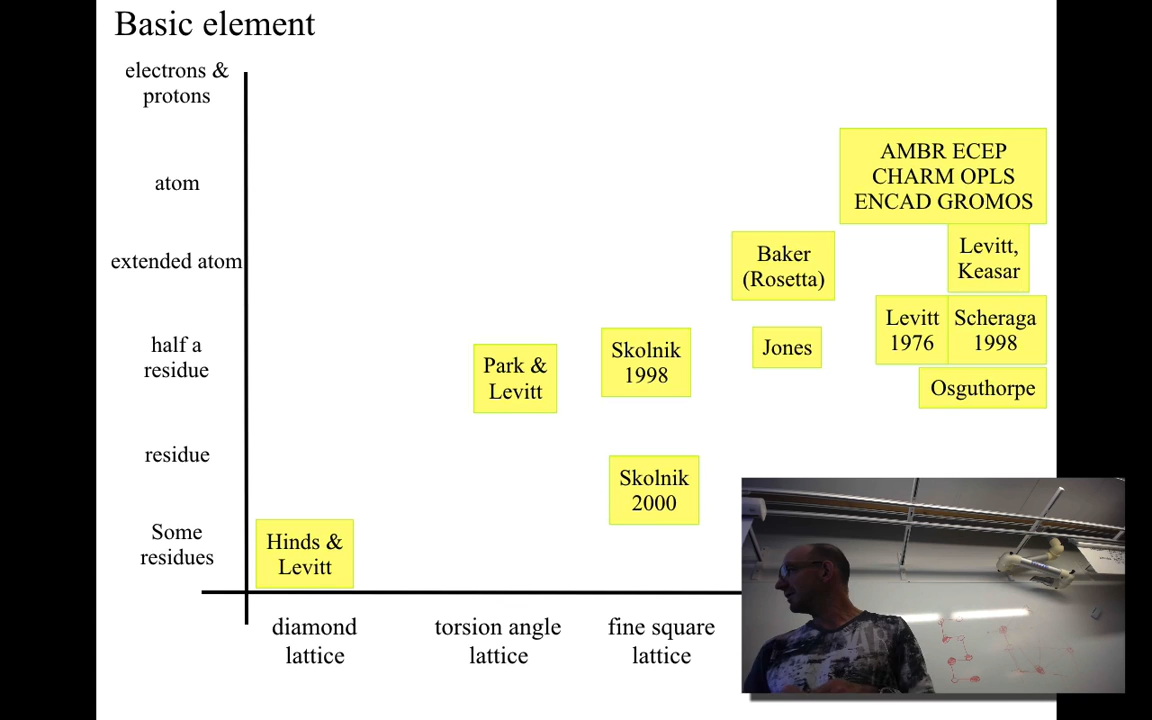 Basic element
electrons &
protons
atom
extended atom
half a
residue
residue
Some
residues
AMBR ECEP
CHARM OPLS
ENCAD GROMOS
Baker
(Rosetta)
Levitt,
Keasar
Levitt
1976
Scheraga
1998
Jones
Osguthorpe
Skolnik
1998
Park &
Levitt
Skolnik
2000
Hinds &
Levitt
diamond
lattice
torsion angle
lattice
fine square
lattice